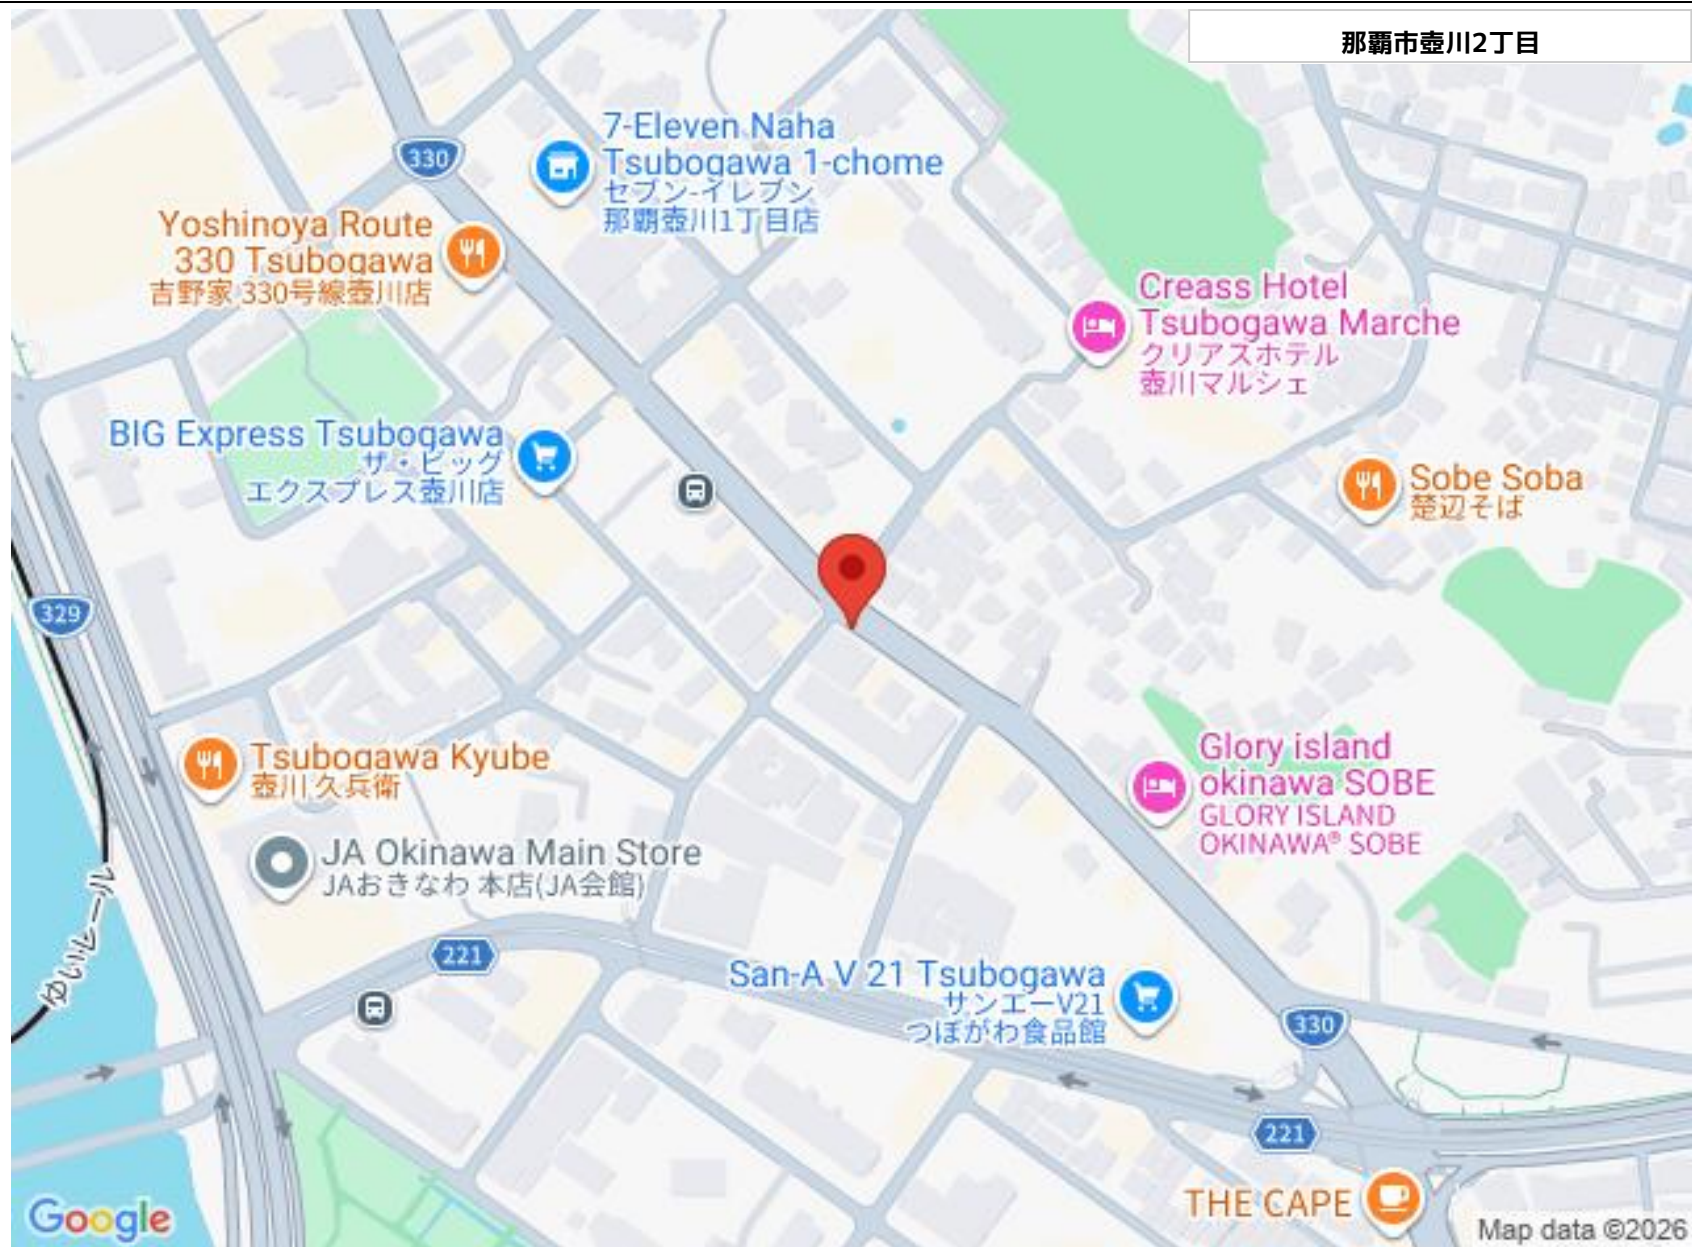 那覇市壺川2丁目
7-Eleven Naha
Tsubogawa 1-chome
セブン-イレブン
那覇壺川1丁目店
330
Yoshinoya Route
330 Tsubogawa
吉野家 330号線壺川店
Creass Hotel
Tsubogawa Marche
クリアスホテル
壺川マルシェ
BIG Express Tsubogawa
ザ・ビッグ
エクスプレス壺川店
Sobe Soba
楚辺そば
329
Tsubogawa Kyube
壺川 久兵衛
Glory island
okinawa SOBE
GLORY ISLAND
OKINAWA® SOBE
JA Okinawa Main Store
JAおきなわ 本店(JA会館)
ゆいレール
221
San-A V 21 Tsubogawa
サンエーV21
つぼがわ食品館
330
221
THE CAPE
Google
Map data ©2026